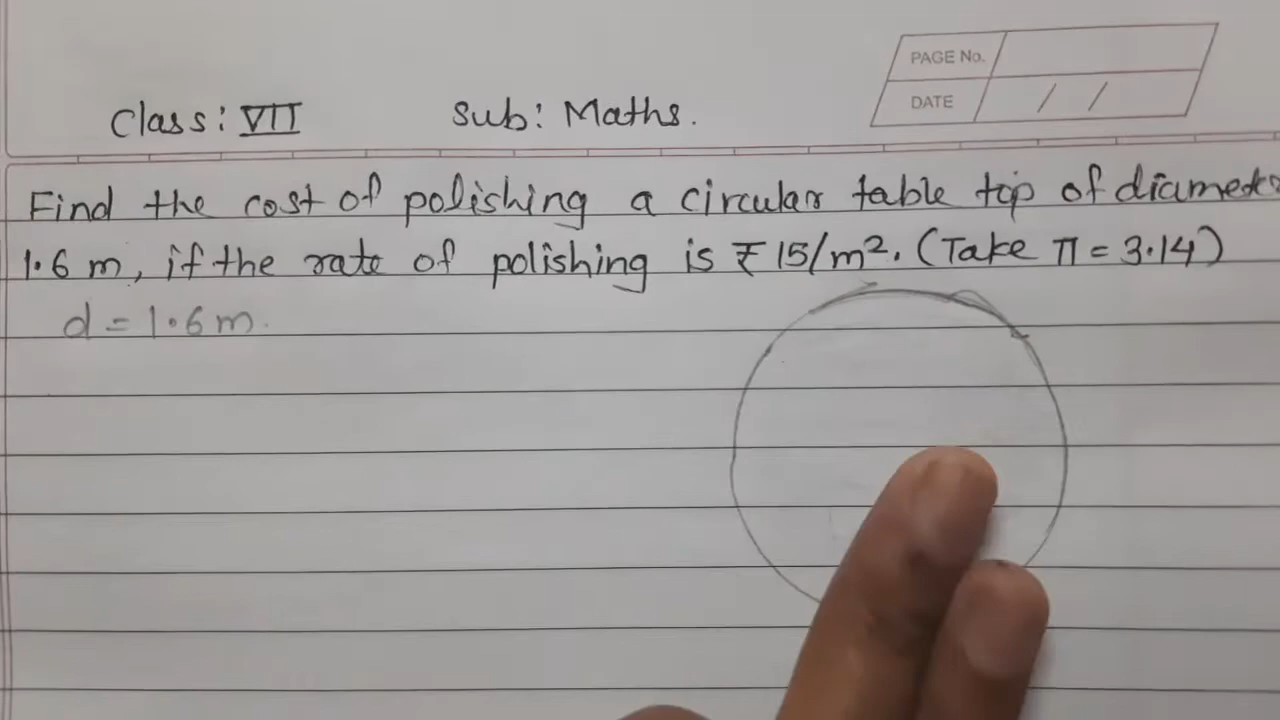 PAGE No.
DATE / /
Class: VII Sub: Maths.
Find the cost of polishing a circular table top of diameter
1.6 m, if the rate of polishing is ₹ 15/m². (Take π = 3.14)
d = 1.6 m.